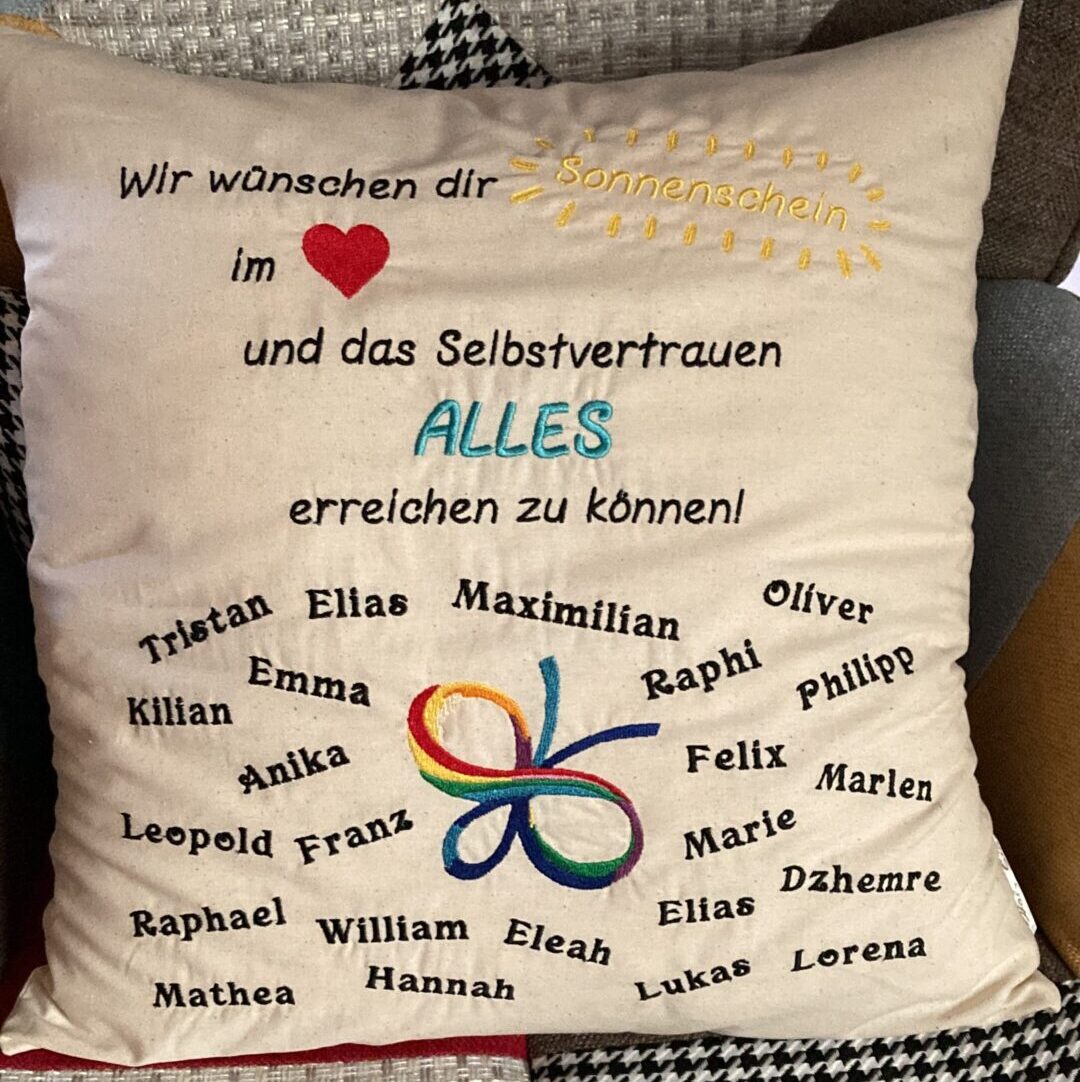 Wir wünschen dir Sonnenschein
im
und das Selbstvertrauen
ALLES
erreichen zu können!
Tristan Elias Maximilian Oliver
Kilian Emma Raphi Philipp
Anika Felix Marlen
Leopold Franz Marie
Dzhemre
Raphael William Eleah Elias
Mathea Hannah Lukas Lorena